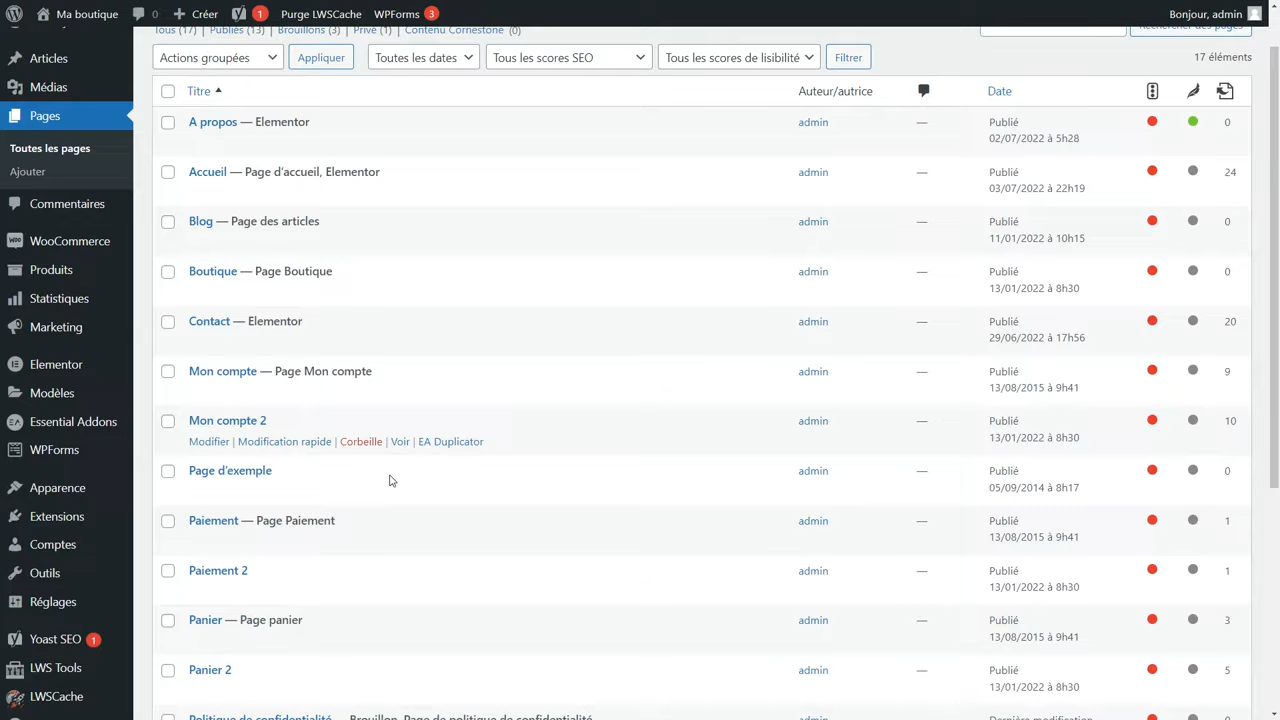 Ma boutique 0 Créer 1 Purge LWSCache WPForms 3 Bonjour, admin
Tous (17) | Publiés (13) | Brouillons (3) | Privé (1) | Contenu Cornestone (0)
Rechercher des pages
Actions groupées Appliquer Toutes les dates Tous les scores SEO Tous les scores de lisibilité Filtrer 17 éléments
Articles
Médias
Pages
Toutes les pages
Ajouter
Commentaires
WooCommerce
Produits
Statistiques
Marketing
Elementor
Modèles
Essential Addons
WPForms
Apparence
Extensions
Comptes
Outils
Réglages
Yoast SEO 1
LWS Tools
LWSCache
Titre Auteur/autrice Date
A propos — Elementor admin — Publié 0
02/07/2022 à 5h28
Accueil — Page d’accueil, Elementor admin — Publié 24
03/07/2022 à 22h19
Blog — Page des articles admin — Publié 0
11/01/2022 à 10h15
Boutique — Page Boutique admin — Publié 0
13/01/2022 à 8h30
Contact — Elementor admin — Publié 20
29/06/2022 à 17h56
Mon compte — Page Mon compte admin — Publié 9
13/08/2015 à 9h41
Mon compte 2 admin — Publié 10
13/01/2022 à 8h30
Modifier | Modification rapide | Corbeille | Voir | EA Duplicator
Page d’exemple admin — Publié 0
05/09/2014 à 8h17
Paiement — Page Paiement admin — Publié 1
13/08/2015 à 9h41
Paiement 2 admin — Publié 1
13/01/2022 à 8h30
Panier — Page panier admin — Publié 3
13/08/2015 à 9h41
Panier 2 admin — Publié 5
13/01/2022 à 8h30
Politique de confidentialité — Brouillon, Page de politique de confidentialité Dernière modification